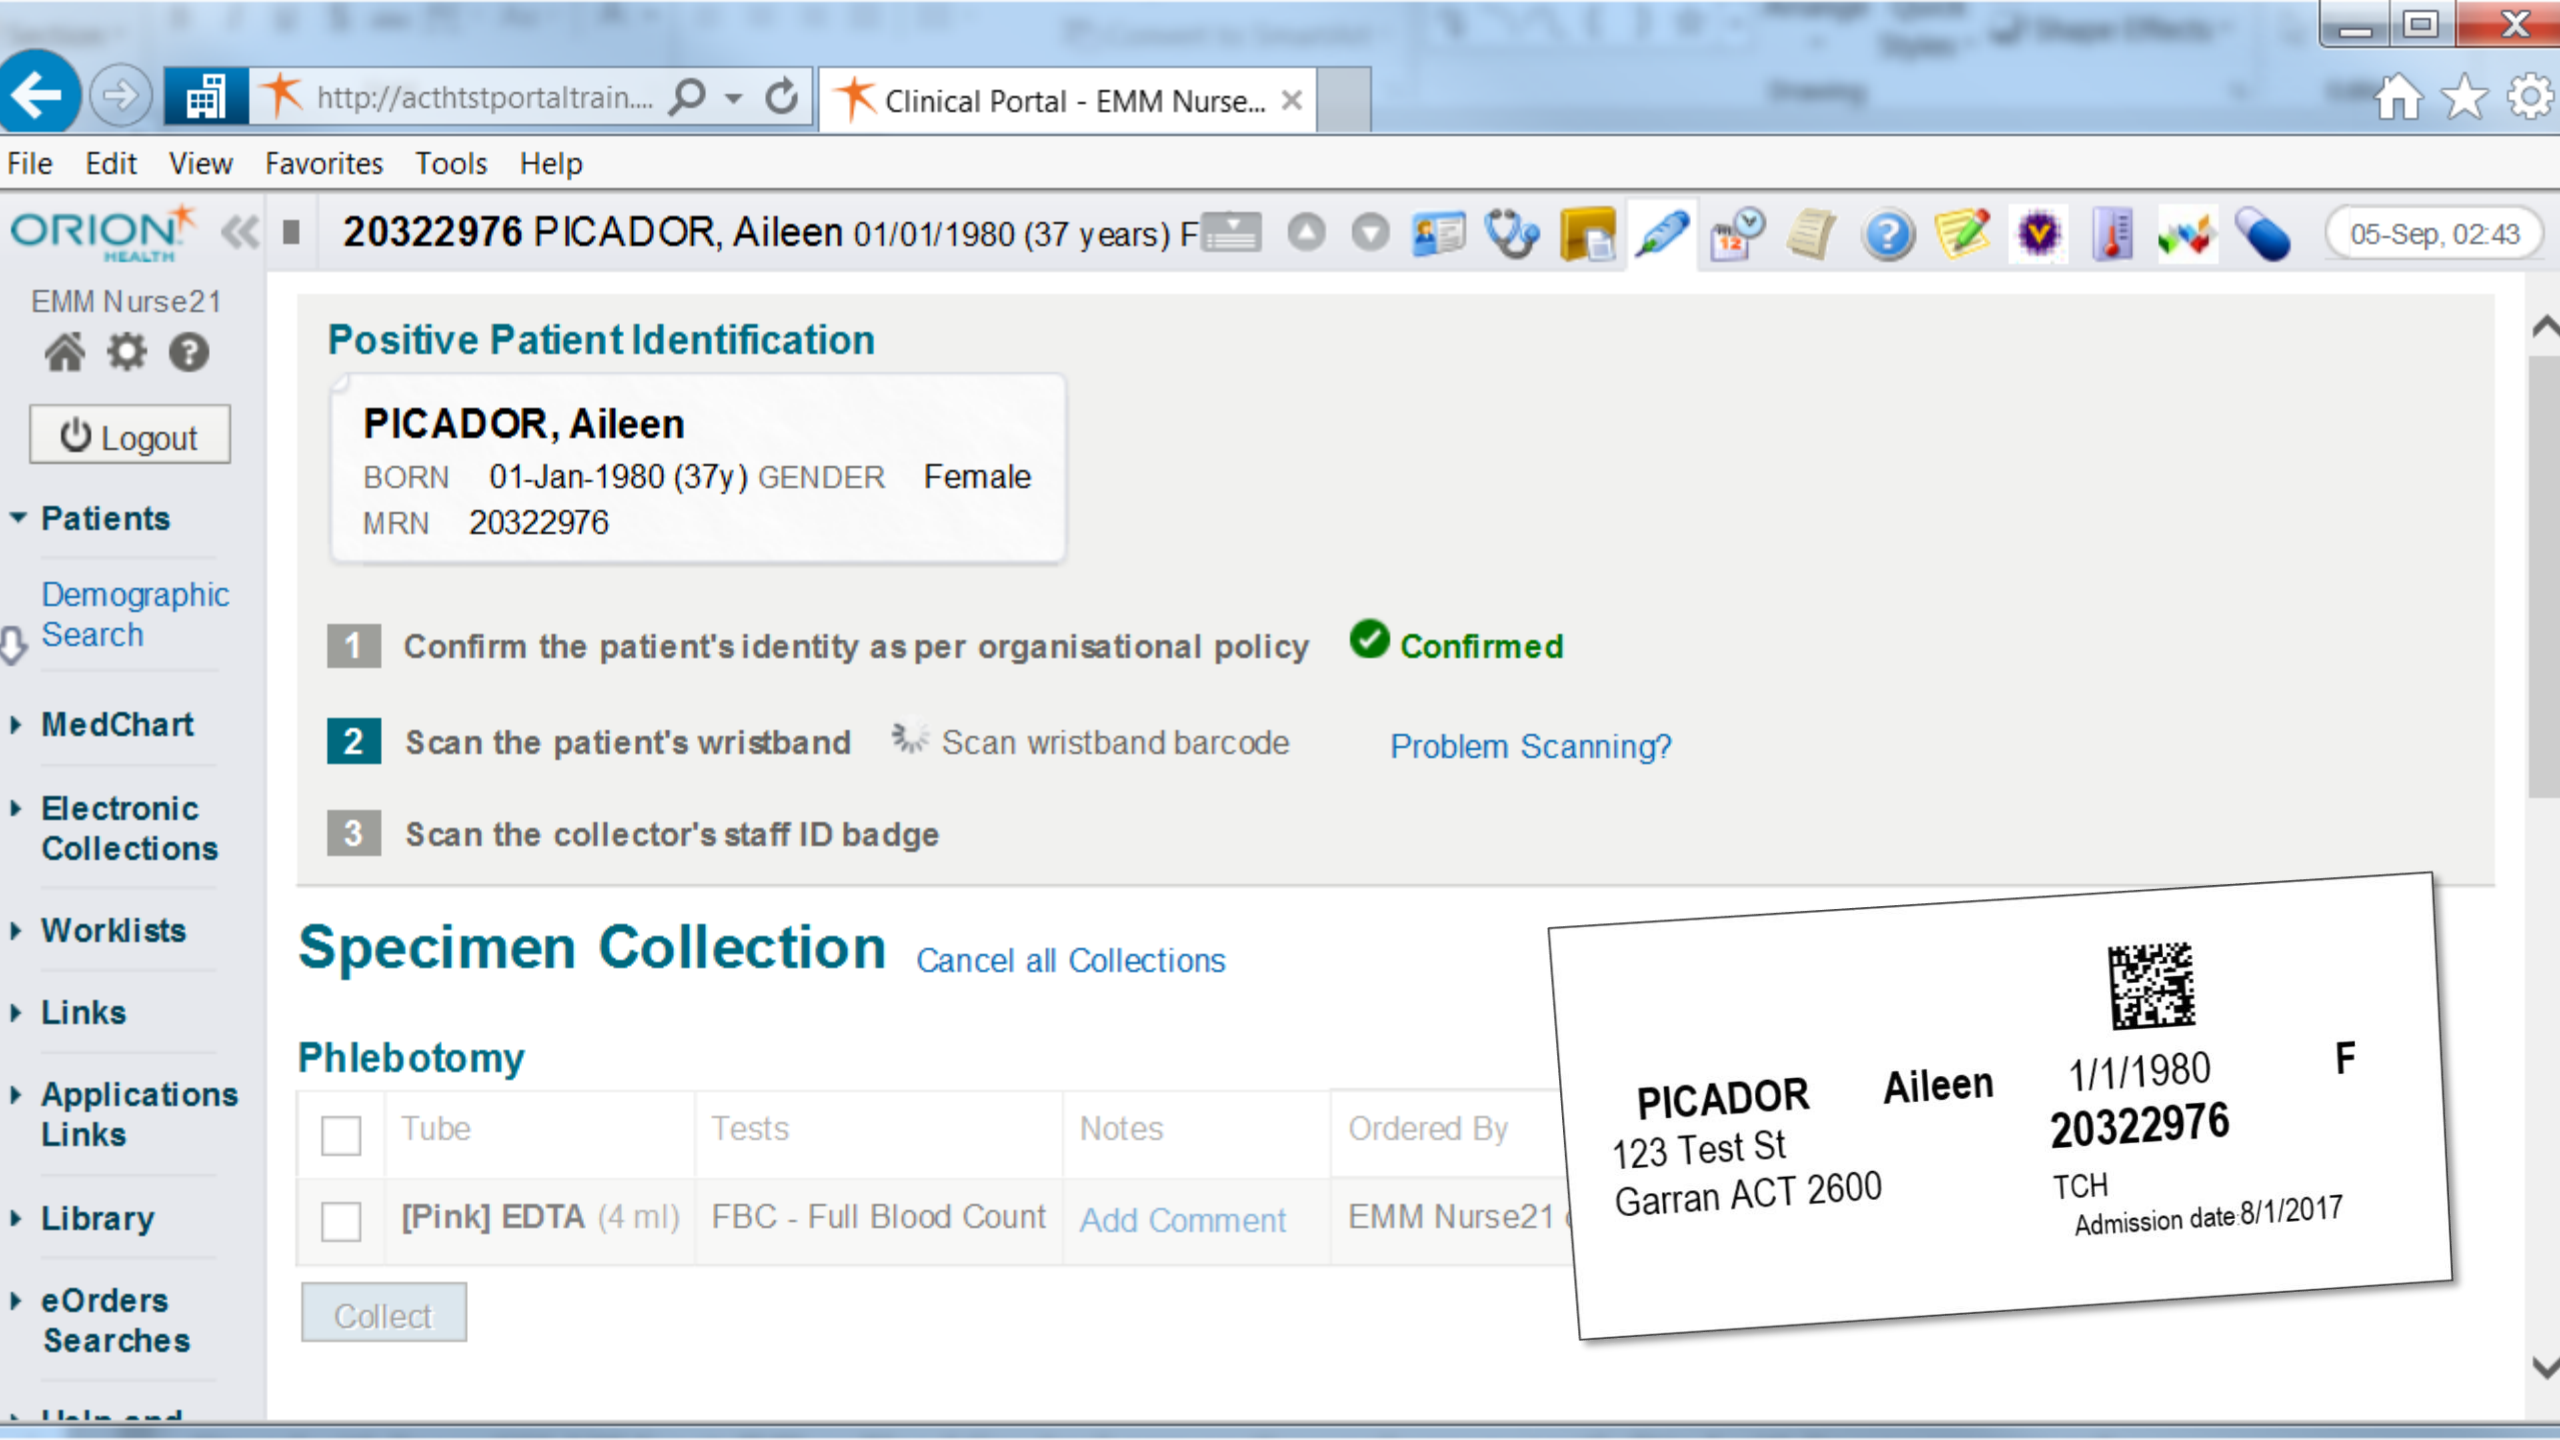 http://acthtstportaltrain....
Clinical Portal - EMM Nurse...
File Edit View Favorites Tools Help
ORION
HEALTH
20322976 PICADOR, Aileen 01/01/1980 (37 years) F
12
05-Sep, 02:43
EMM Nurse21
Logout
Patients
Demographic
Search
MedChart
Electronic
Collections
Worklists
Links
Applications
Links
Library
eOrders
Searches
Help and
Positive Patient Identification
PICADOR, Aileen
BORN 01-Jan-1980 (37y) GENDER Female
MRN 20322976
1 Confirm the patient's identity as per organisational policy Confirmed
2 Scan the patient's wristband Scan wristband barcode Problem Scanning?
3 Scan the collector's staff ID badge
Specimen Collection Cancel all Collections
Phlebotomy
Tube Tests Notes Ordered By
[Pink] EDTA (4 ml) FBC - Full Blood Count Add Comment EMM Nurse21
Collect
PICADOR Aileen 1/1/1980 F
123 Test St 20322976
Garran ACT 2600 TCH
Admission date:8/1/2017